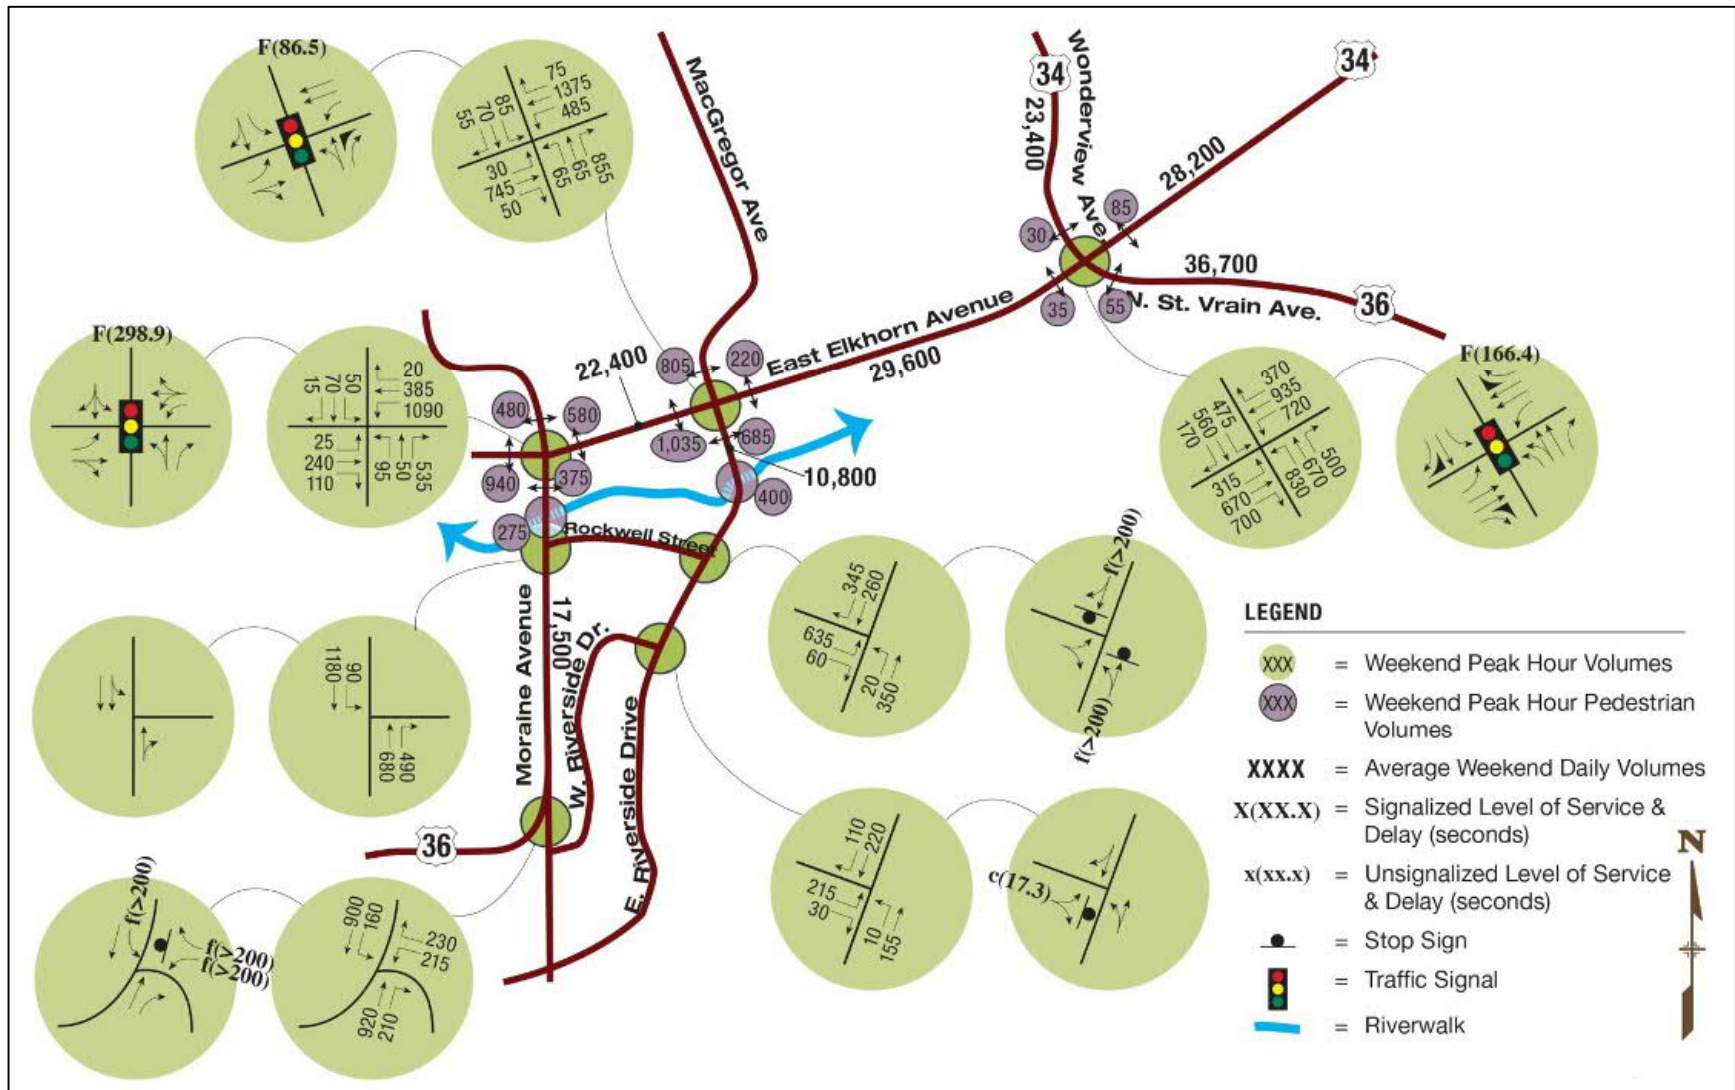 F(86.5)
75
1375
485
85
70
55
30
745
50
65
65
855
MacGregor Ave
34
Wonderview Ave.
34
23,400
28,200
85
30
36,700
N. St. Vrain Ave.
36
35
55
East Elkhorn Avenue
29,600
F(298.9)
20
385
1090
50
70
15
25
240
110
95
50
535
22,400
805
220
480
580
1,035
685
940
375
10,800
400
275
Rockwell Street
F(166.4)
370
935
720
475
560
170
315
670
700
830
670
500
Moraine Avenue
17,500
W. Riverside Dr.
E. Riverside Drive
36
90
1180
680
490
345
260
635
60
20
350
f(>200)
f(>200)
110
220
215
30
10
155
c(17.3)
f(>200)
f(>200)
f(>200)
900
160
230
215
920
210
LEGEND
XXX = Weekend Peak Hour Volumes
XXX = Weekend Peak Hour Pedestrian
Volumes
XXXX = Average Weekend Daily Volumes
X(XX.X) = Signalized Level of Service &
Delay (seconds)
x(xx.x) = Unsignalized Level of Service
& Delay (seconds)
= Stop Sign
= Traffic Signal
= Riverwalk
N